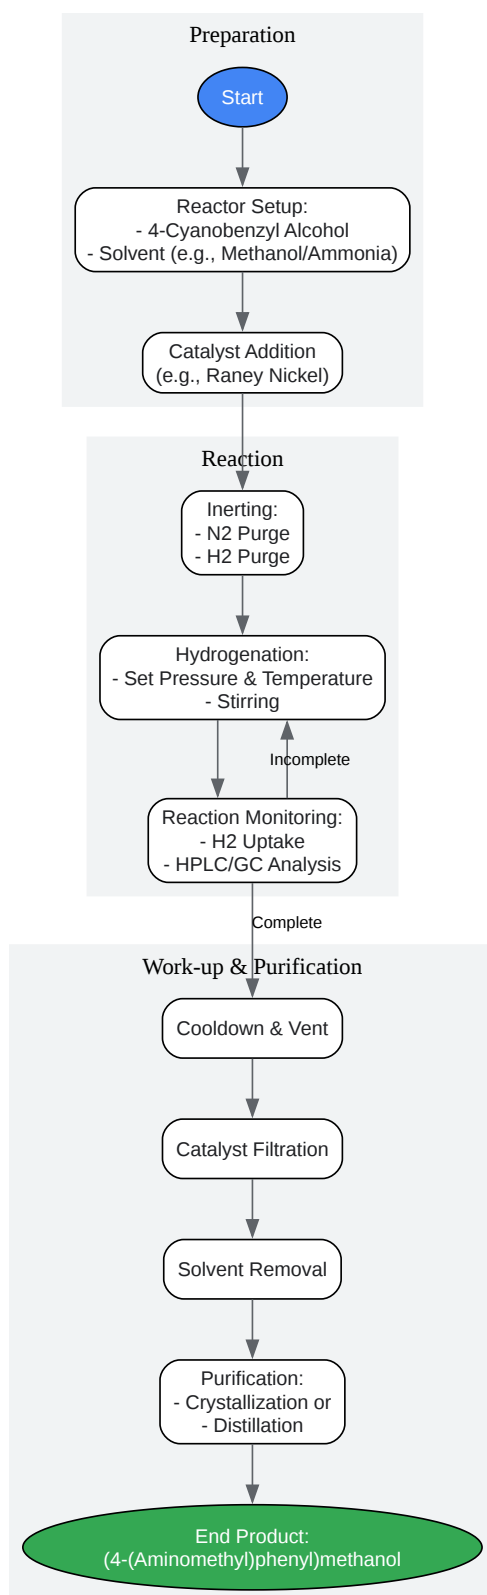 Preparation
Start
Reactor Setup:
- 4-Cyanobenzyl Alcohol
- Solvent (e.g., Methanol/Ammonia)
Catalyst Addition
(e.g., Raney Nickel)
Reaction
Inerting:
- N2 Purge
- H2 Purge
Hydrogenation:
- Set Pressure & Temperature
- Stirring
Incomplete
Reaction Monitoring:
- H2 Uptake
- HPLC/GC Analysis
Complete
Work-up & Purification
Cooldown & Vent
Catalyst Filtration
Solvent Removal
Purification:
- Crystallization or
- Distillation
End Product:
(4-(Aminomethyl)phenyl)methanol